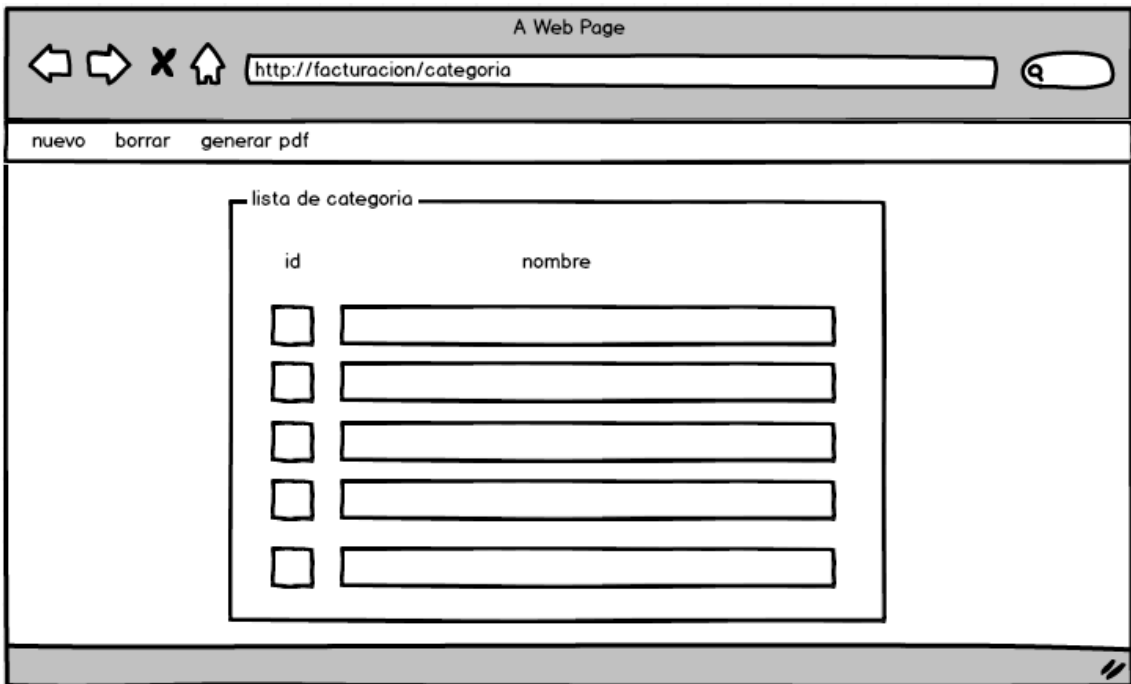 A Web Page
http://facturacion/categoria
nuevo borrar generar pdf
lista de categoria
id nombre